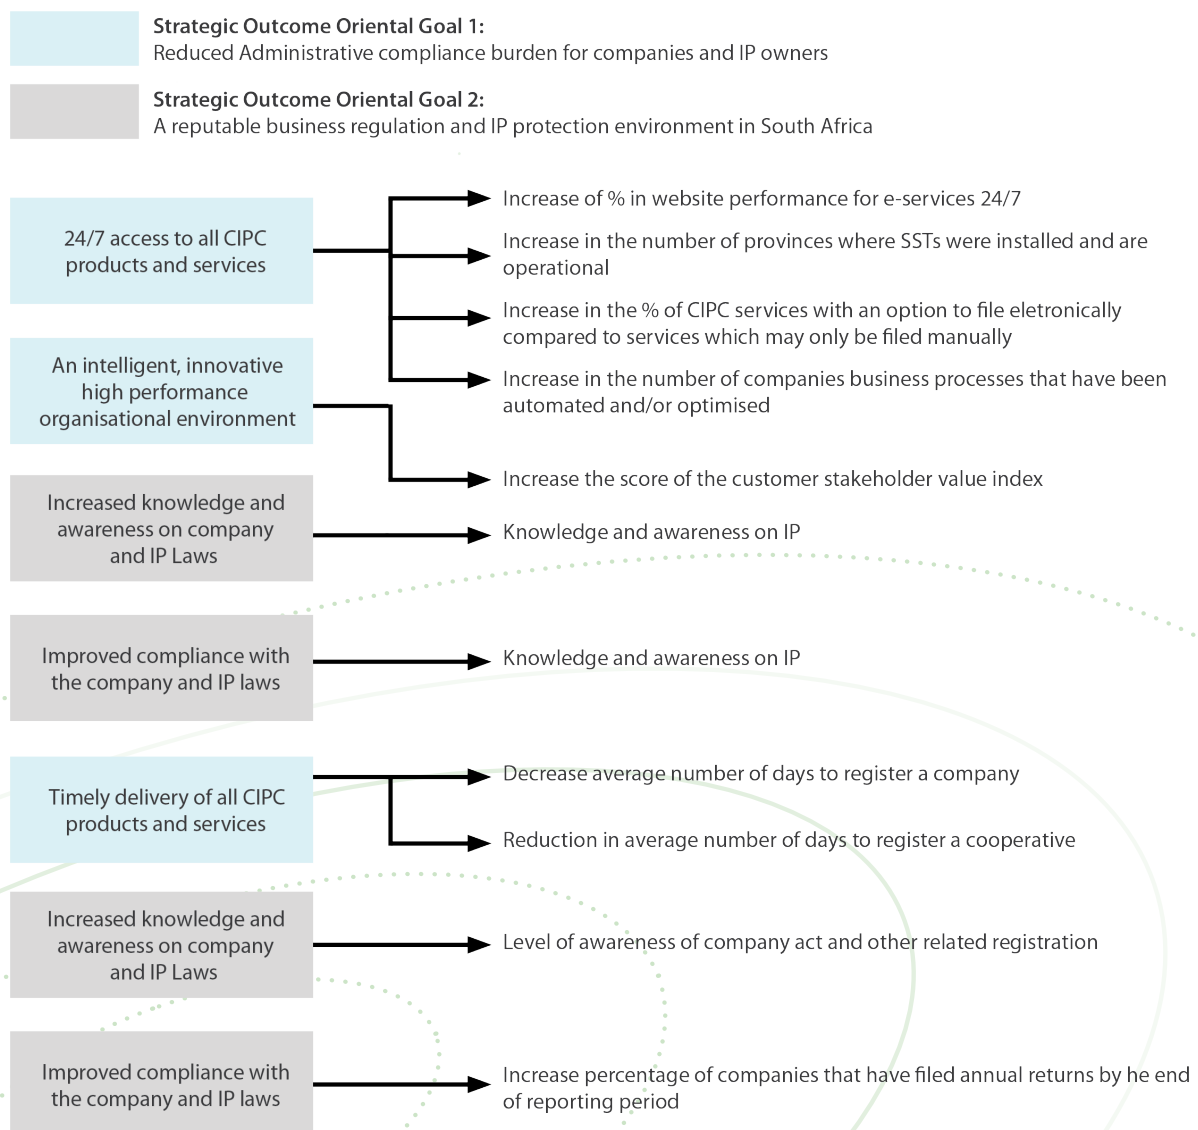 Strategic Outcome Oriental Goal 1:
Reduced Administrative compliance burden for companies and IP owners
Strategic Outcome Oriental Goal 2:
A reputable business regulation and IP protection environment in South Africa
24/7 access to all CIPC
products and services
Increase of % in website performance for e-services 24/7
Increase in the number of provinces where SSTs were installed and are
operational
Increase in the % of CIPC services with an option to file eletronically
compared to services which may only be filed manually
Increase in the number of companies business processes that have been
automated and/or optimised
An intelligent, innovative
high performance
organisational environment
Increase the score of the customer stakeholder value index
Increased knowledge and
awareness on company
and IP Laws
Knowledge and awareness on IP
Improved compliance with
the company and IP laws
Knowledge and awareness on IP
Timely delivery of all CIPC
products and services
Decrease average number of days to register a company
Reduction in average number of days to register a cooperative
Increased knowledge and
awareness on company
and IP Laws
Level of awareness of company act and other related registration
Improved compliance with
the company and IP laws
Increase percentage of companies that have filed annual returns by he end
of reporting period